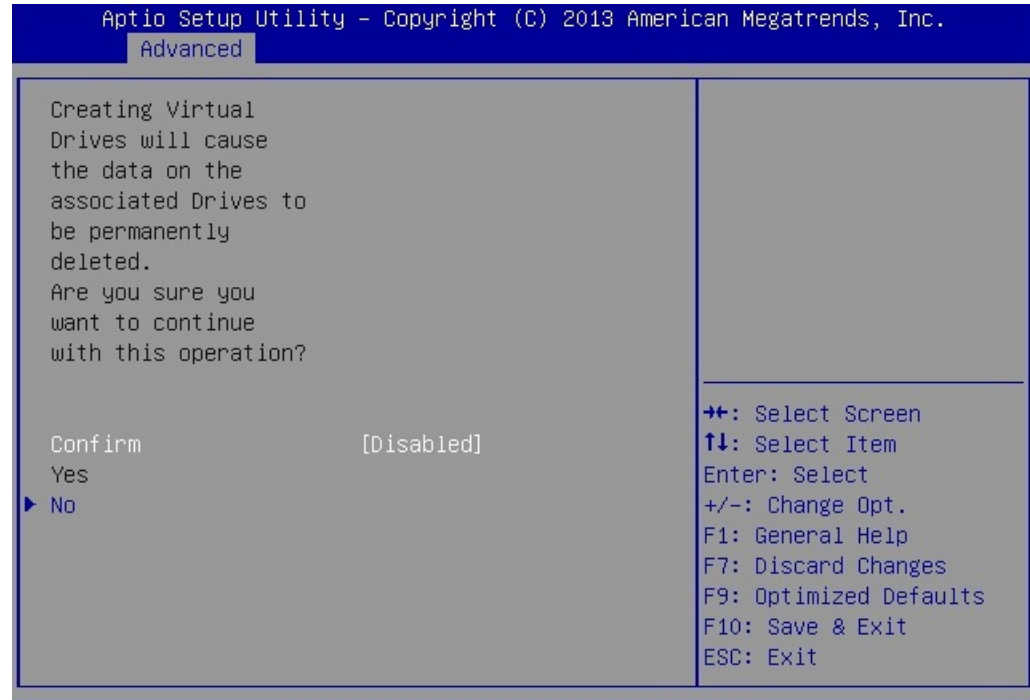 Aptio Setup Utility – Copyright (C) 2013 American Megatrends, Inc.
Advanced
Creating Virtual
Drives will cause
the data on the
associated Drives to
be permanently
deleted.
Are you sure you
want to continue
with this operation?
Confirm [Disabled]
Yes
No
→←: Select Screen
↑↓: Select Item
Enter: Select
+/-: Change Opt.
F1: General Help
F7: Discard Changes
F9: Optimized Defaults
F10: Save & Exit
ESC: Exit